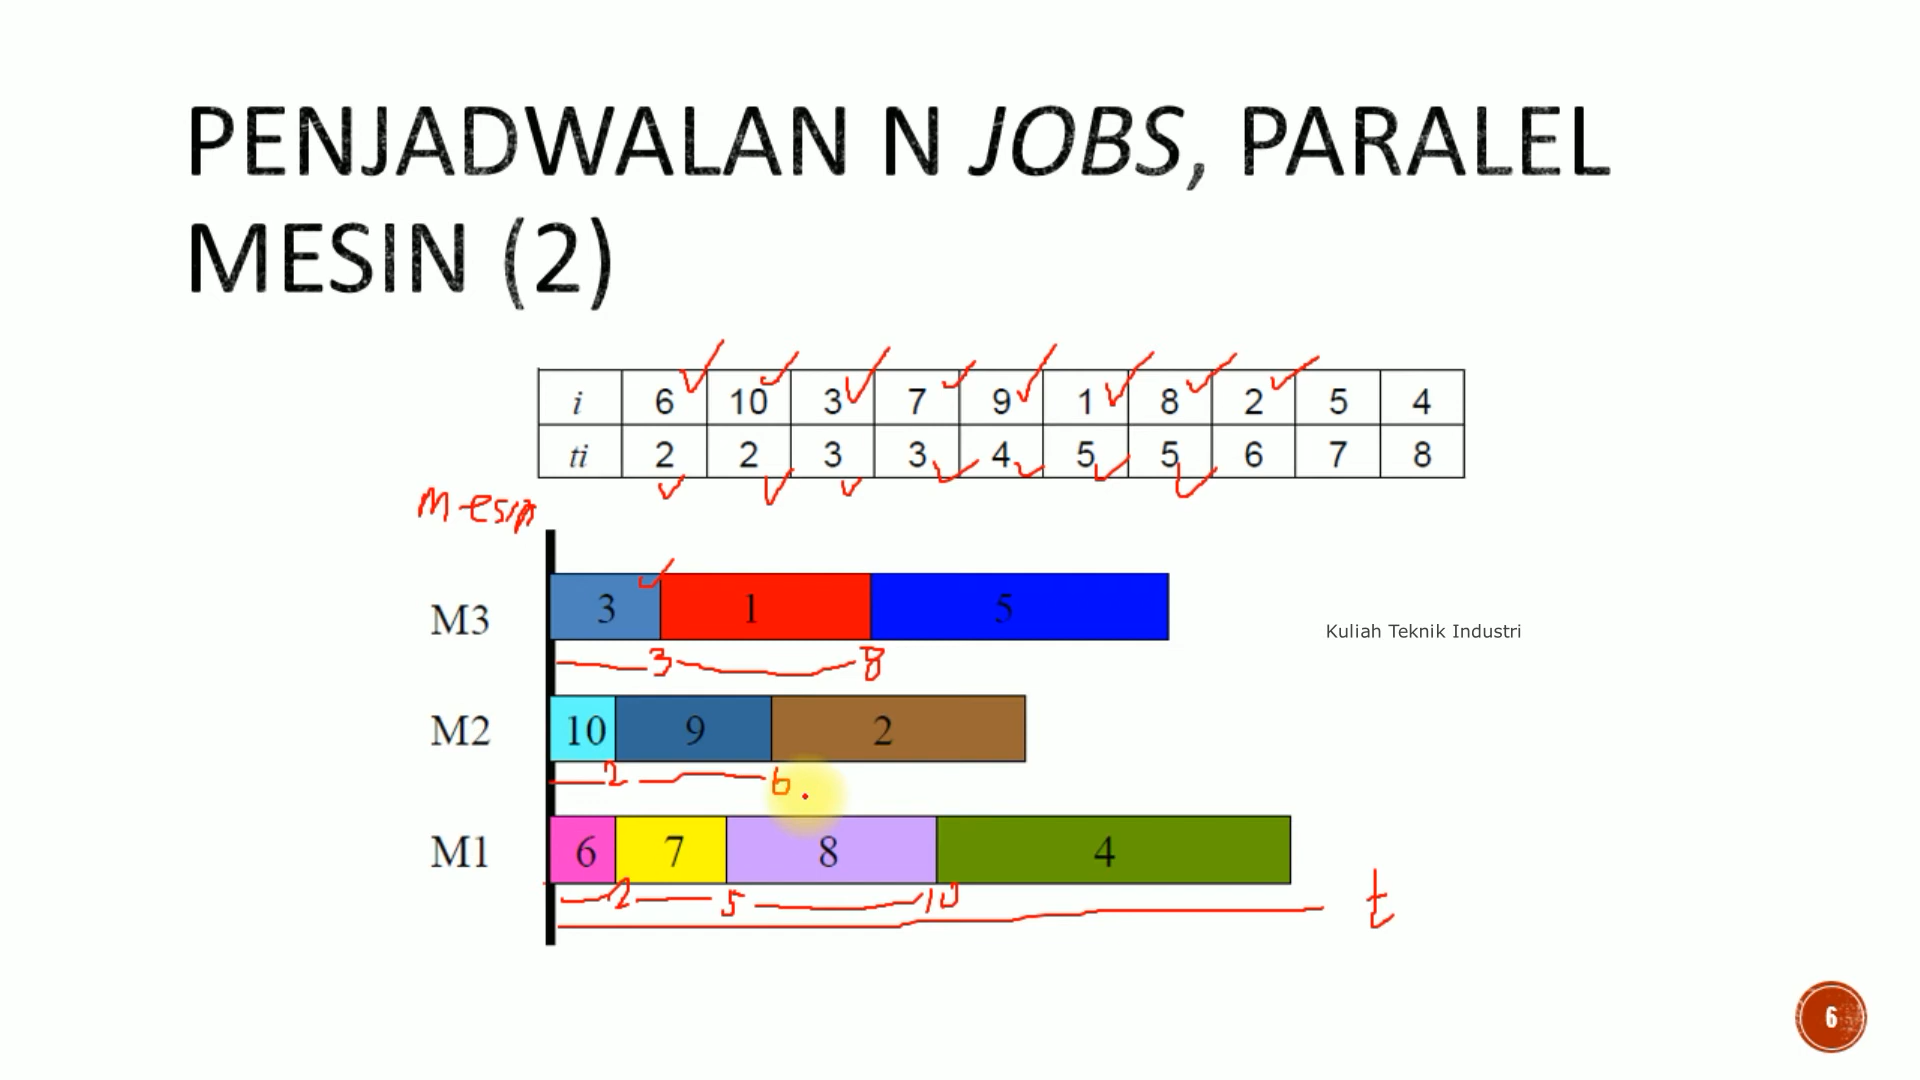 PENJADWALAN N JOBS, PARALEL
MESIN (2)
i 6 10 3 7 9 1 8 2 5 4
ti 2 2 3 3 4 5 5 6 7 8
Mesin
M3 3 1 5
Kuliah Teknik Industri
3 8
M2 10 9 2
2 6
M1 6 7 8 4
2 5 10 t
6